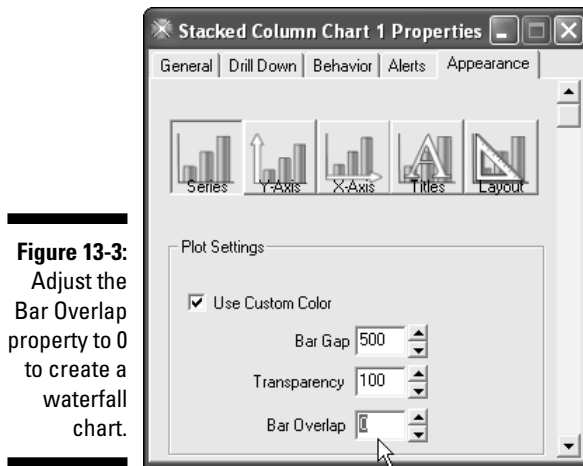 Stacked Column Chart 1 Properties
General Drill Down Behavior Alerts Appearance
Series Y-Axis X-Axis Titles Layout
Plot Settings
Use Custom Color
Bar Gap 500
Transparency 100
Bar Overlap 0
Figure 13-3:
Adjust the
Bar Overlap
property to 0
to create a
waterfall
chart.